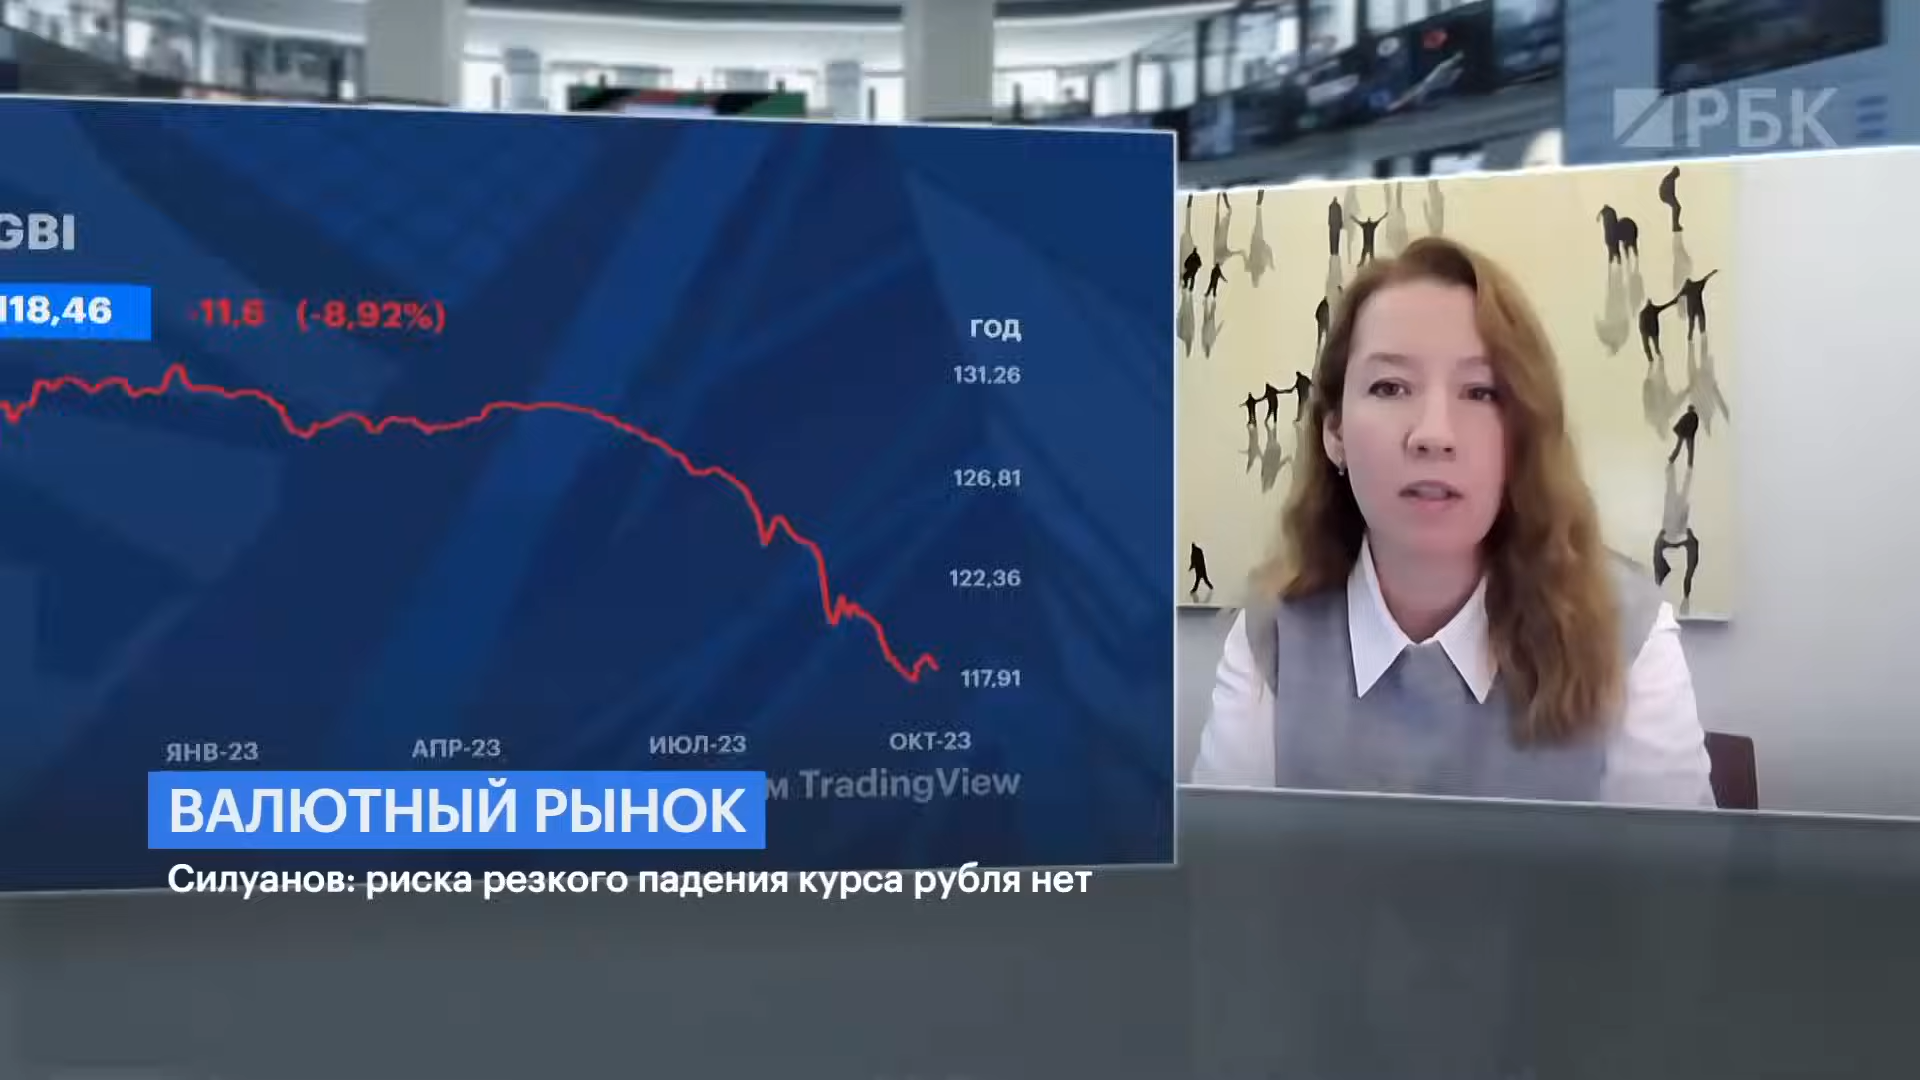 РБК
GBI
118,46 -11,6 (-8,92%)
ГОД
131.26
126,81
122,36
117,91
ЯНВ-23 АПР-23 ИЮЛ-23 ОКТ-23
м TradingView
ВАЛЮТНЫЙ РЫНОК
Силуанов: риска резкого падения курса рубля нет